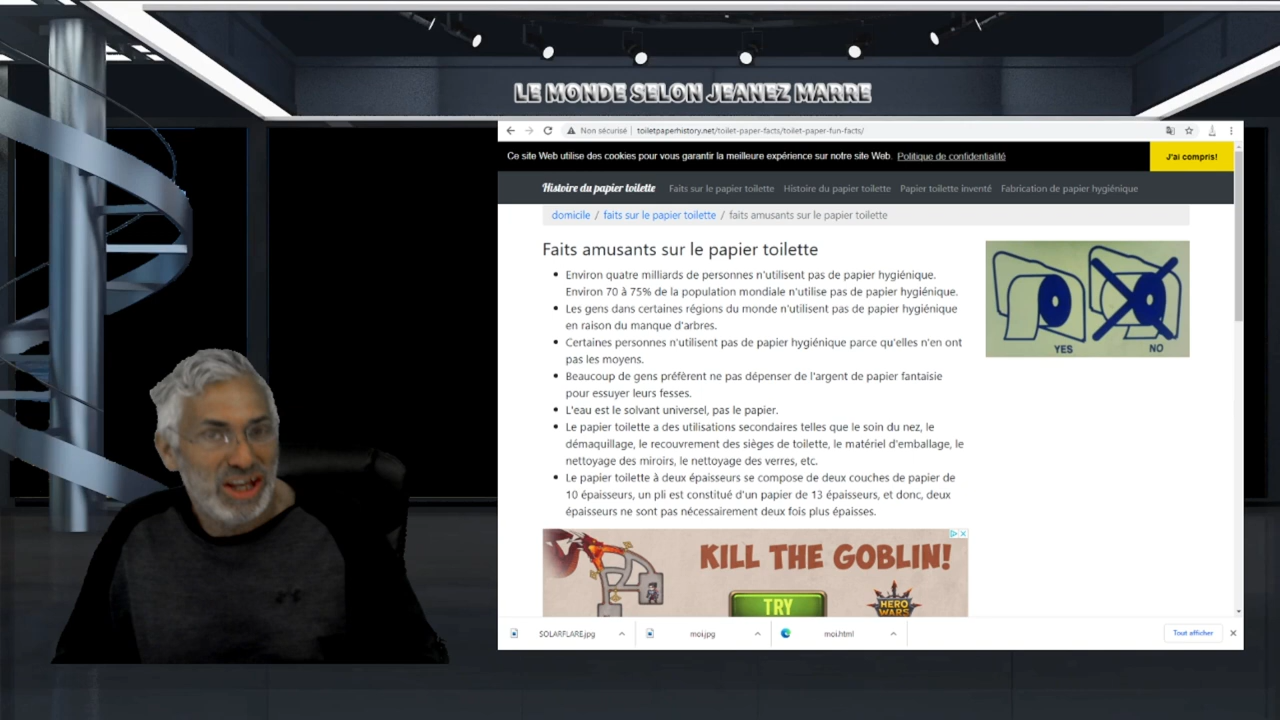 LE MONDE SELON JEANEZ MARRE
Non sécurisé | toiletpaperhistory.net/toilet-paper-facts/toilet-paper-fun-facts/
Ce site Web utilise des cookies pour vous garantir la meilleure expérience sur notre site Web. Politique de confidentialité
J'ai compris!
Histoire du papier toilette Faits sur le papier toilette Histoire du papier toilette Papier toilette inventé Fabrication de papier hygiénique
domicile / faits sur le papier toilette / faits amusants sur le papier toilette
Faits amusants sur le papier toilette
• Environ quatre milliards de personnes n'utilisent pas de papier hygiénique.
Environ 70 à 75% de la population mondiale n'utilise pas de papier hygiénique.
• Les gens dans certaines régions du monde n'utilisent pas de papier hygiénique
en raison du manque d'arbres.
• Certaines personnes n'utilisent pas de papier hygiénique parce qu'elles n'en ont
pas les moyens.
• Beaucoup de gens préfèrent ne pas dépenser de l'argent de papier fantaisie
pour essuyer leurs fesses.
• L'eau est le solvant universel, pas le papier.
• Le papier toilette a des utilisations secondaires telles que le soin du nez, le
démaquillage, le recouvrement des sièges de toilette, le matériel d'emballage, le
nettoyage des miroirs, le nettoyage des verres, etc.
• Le papier toilette à deux épaisseurs se compose de deux couches de papier de
10 épaisseurs, un pli est constitué d'un papier de 13 épaisseurs, et donc, deux
épaisseurs ne sont pas nécessairement deux fois plus épaisses.
YES NO
KILL THE GOBLIN!
TRY
HERO
WARS
SOLARFLARE.jpg
moi.jpg
moi.html
Tout afficher